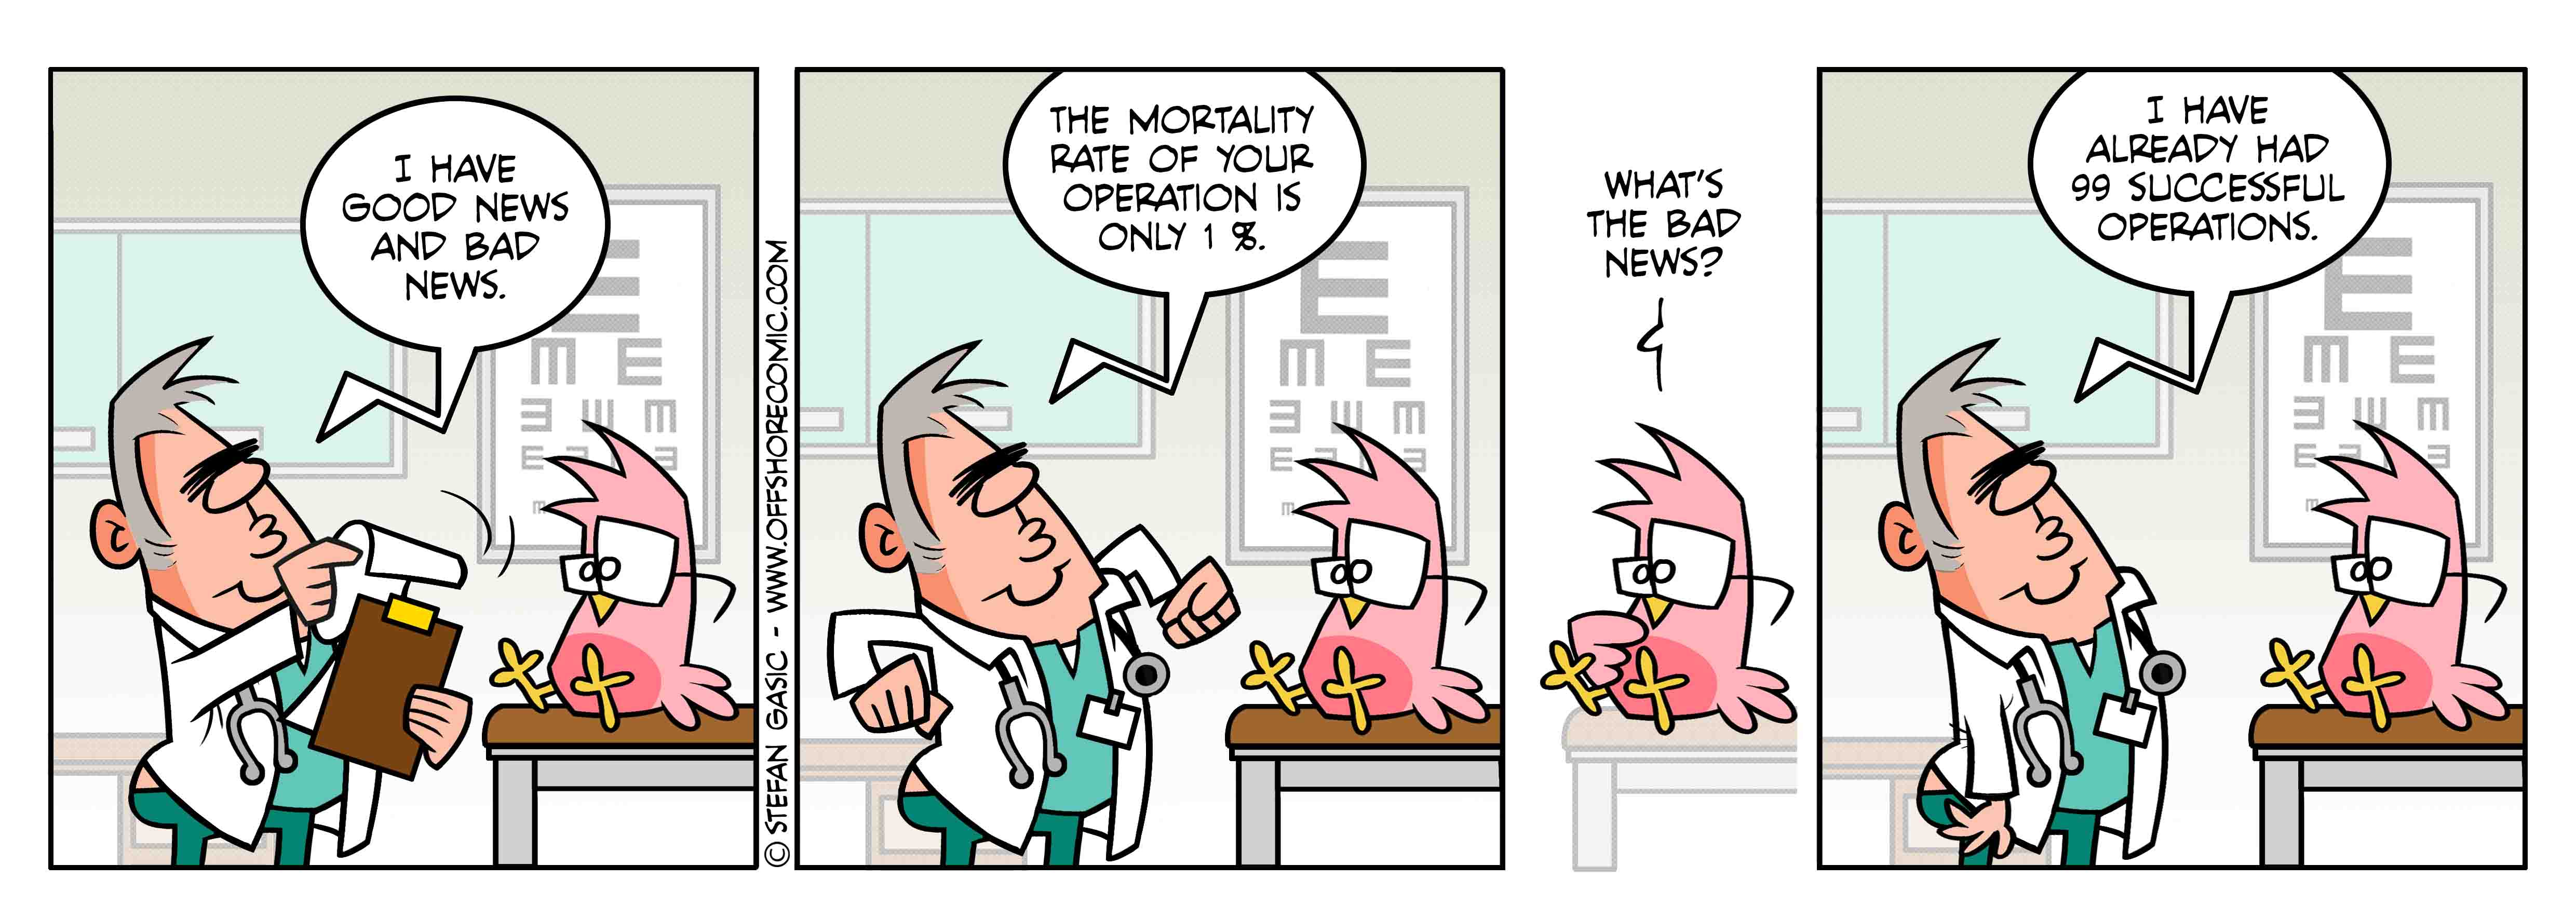 I HAVE
GOOD NEWS
AND BAD
NEWS.
© STEFAN GASIC - WWW.OFFSHORECOMIC.COM
THE MORTALITY
RATE OF YOUR
OPERATION IS
ONLY 1 %.
WHAT'S
THE BAD
NEWS?
I HAVE
ALREADY HAD
99 SUCCESSFUL
OPERATIONS.